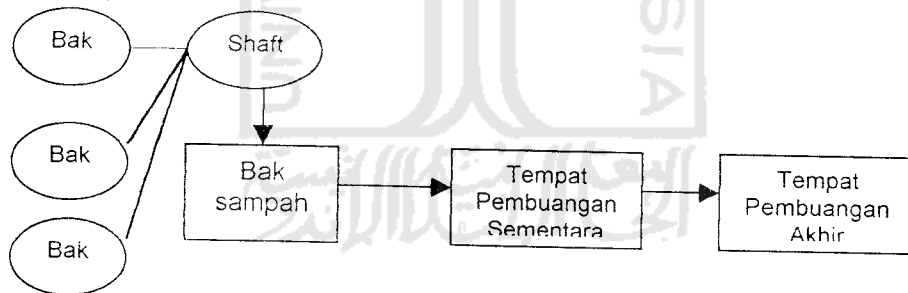 Bak
Shaft
Bak
Bak
Bak
sampah
Tempat
Pembuangan
Sementara
Tempat
Pembuangan
Akhir